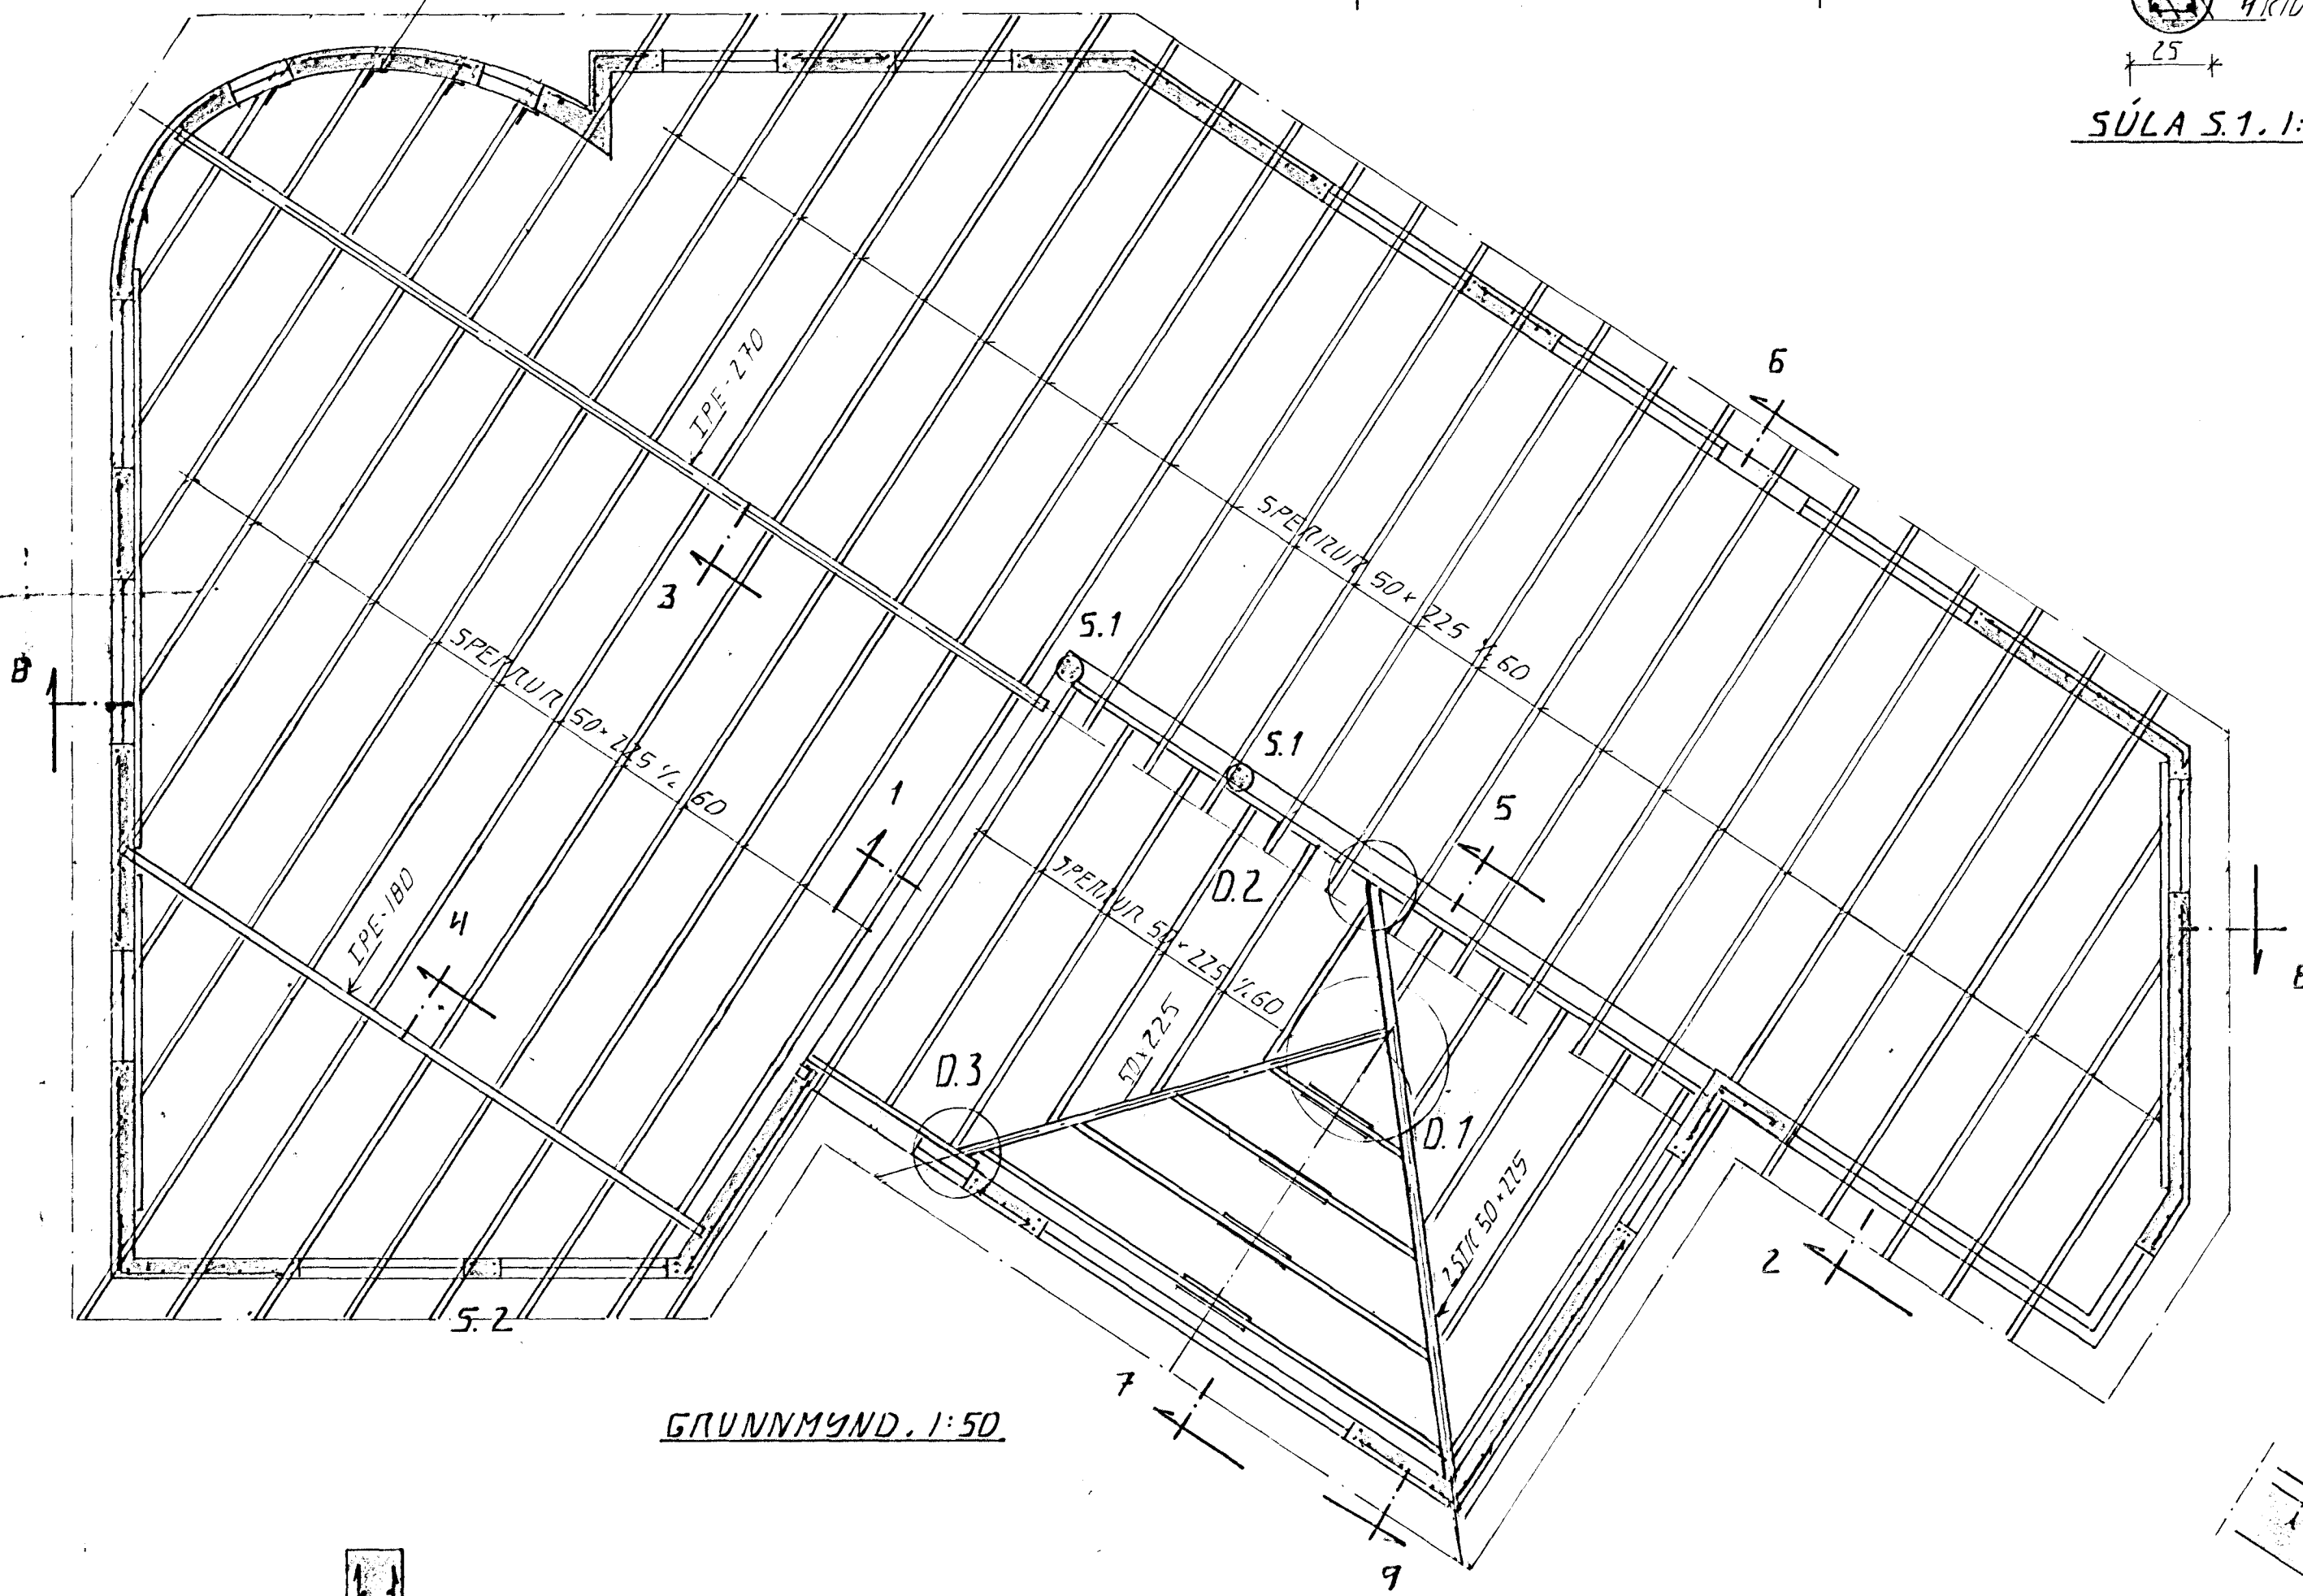 25
SÚLA S.1. 1:
6
IPE-270
SPERRUR 50×225 % 60
3
S.1
B
SPERRUR 50×225 % 60
S.1
1
5
D.2
SPERRUR 50×225 % 60
IPE-180
4
50×225
D.3
D.1
2STK 50×225
2
S.2
7
GRUNNMYND. 1:50
9